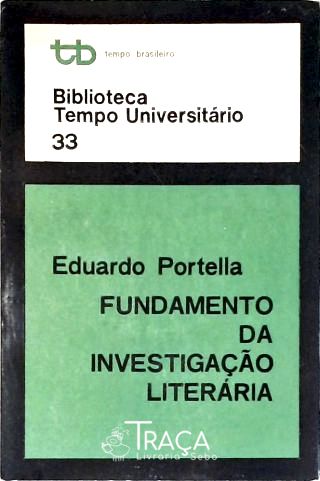 tb tempo brasileiro
Biblioteca
Tempo Universitário
33
Eduardo Portella
FUNDAMENTO
DA
INVESTIGAÇÃO
LITERÁRIA
TRAÇA
Livraria e Sebo